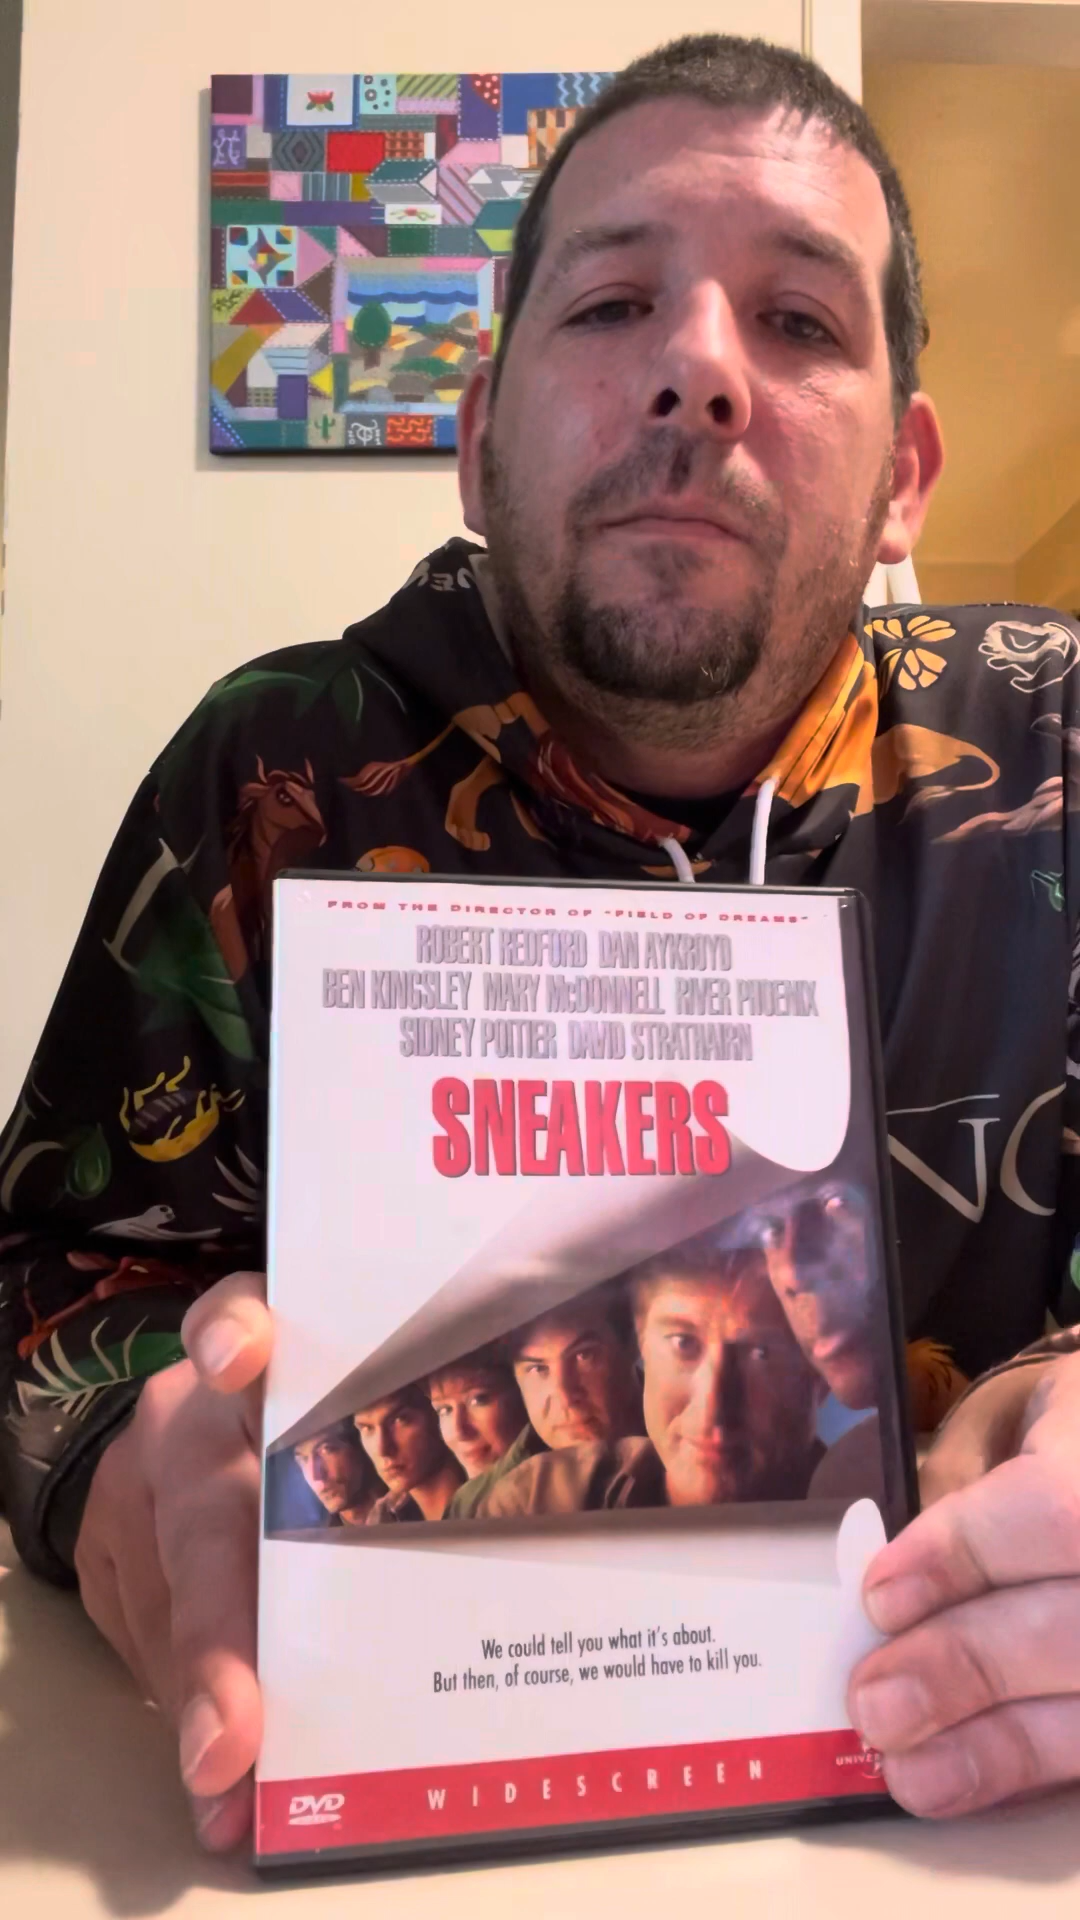 FROM THE DIRECTOR OF "FIELD OF DREAMS"
ROBERT REDFORD DAN AYKROYD
BEN KINGSLEY MARY McDONNELL RIVER PHOENIX
SIDNEY POITIER DAVID STRATHAIRN
SNEAKERS
We could tell you what it's about.
But then, of course, we would have to kill you.
DVD
WIDESCREEN